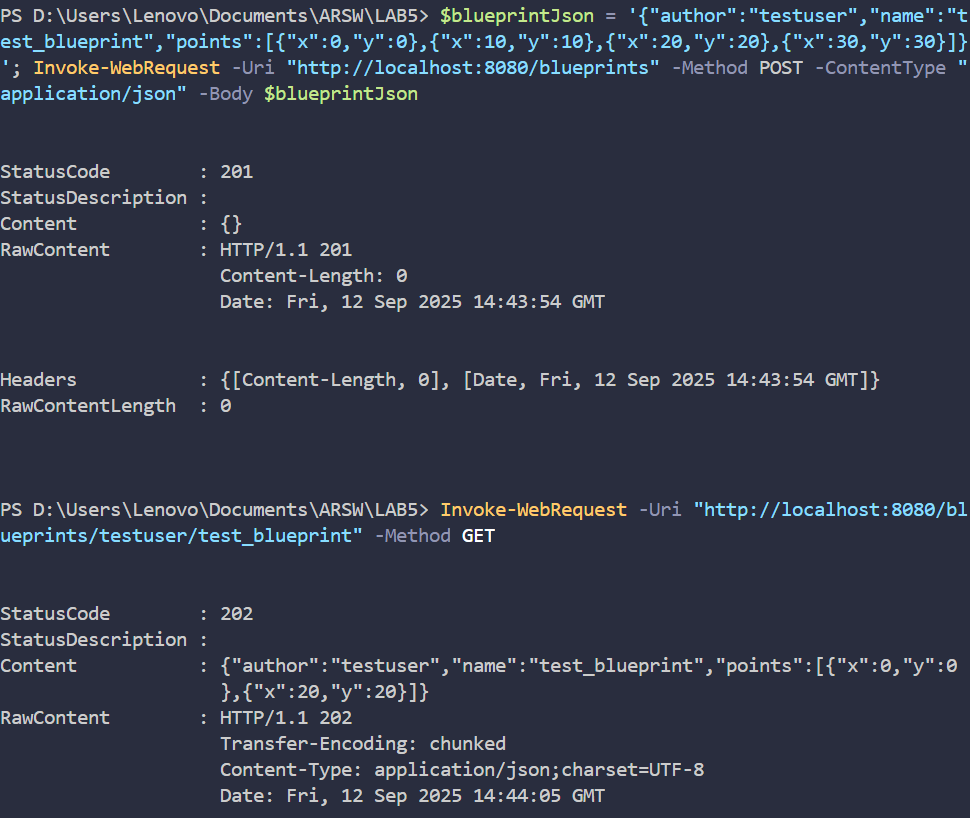 PS D:\Users\Lenovo\Documents\ARSW\LAB5> $blueprintJson = '{"author":"testuser","name":"t
est_blueprint","points":[{"x":0,"y":0},{"x":10,"y":10},{"x":20,"y":20},{"x":30,"y":30}]}
'; Invoke-WebRequest -Uri "http://localhost:8080/blueprints" -Method POST -ContentType "
application/json" -Body $blueprintJson
StatusCode        : 201
StatusDescription :
Content           : {}
RawContent        : HTTP/1.1 201
                    Content-Length: 0
                    Date: Fri, 12 Sep 2025 14:43:54 GMT
Headers           : {[Content-Length, 0], [Date, Fri, 12 Sep 2025 14:43:54 GMT]}
RawContentLength  : 0
PS D:\Users\Lenovo\Documents\ARSW\LAB5> Invoke-WebRequest -Uri "http://localhost:8080/bl
ueprints/testuser/test_blueprint" -Method GET
StatusCode        : 202
StatusDescription :
Content           : {"author":"testuser","name":"test_blueprint","points":[{"x":0,"y":0
                    },{"x":20,"y":20}]}
RawContent        : HTTP/1.1 202
                    Transfer-Encoding: chunked
                    Content-Type: application/json;charset=UTF-8
                    Date: Fri, 12 Sep 2025 14:44:05 GMT